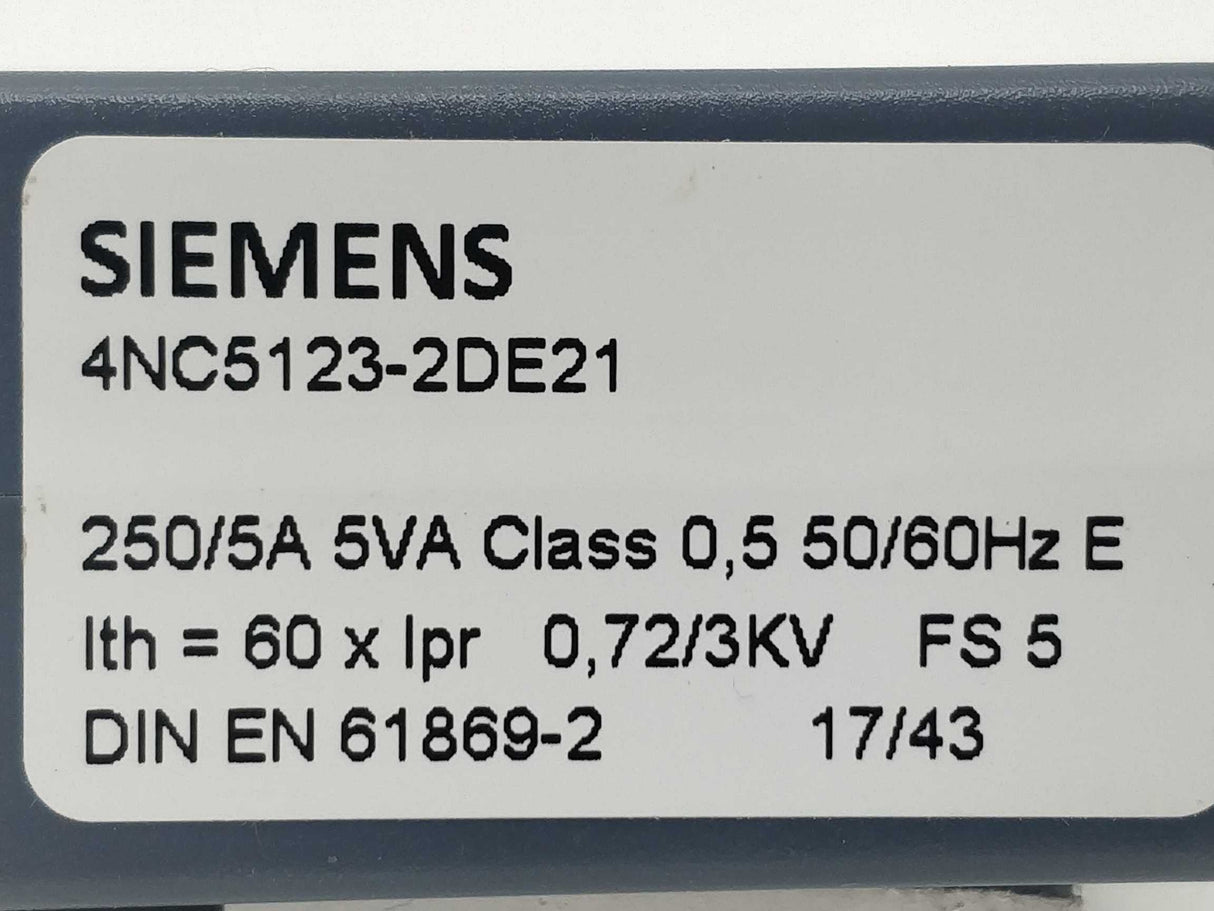 SIEMENS
4NC5123-2DE21
250/5A 5VA Class 0,5 50/60Hz E
Ith = 60 x Ipr 0,72/3KV FS 5
DIN EN 61869-2 17/43